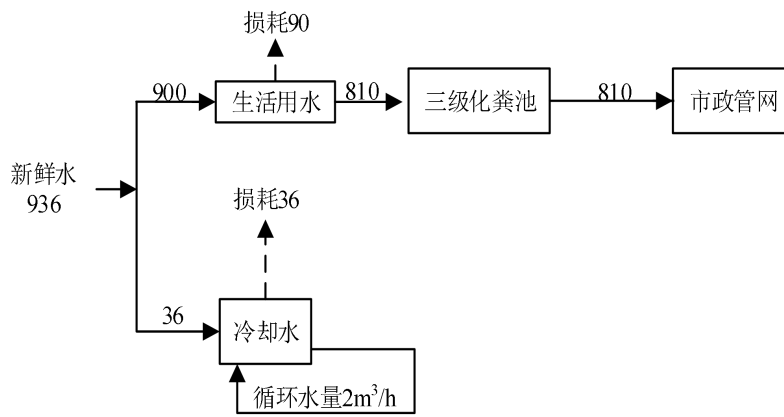 损耗90
900
生活用水
810
三级化粪池
810
市政管网
新鲜水
936
损耗36
36
冷却水
循环水量2m³/h